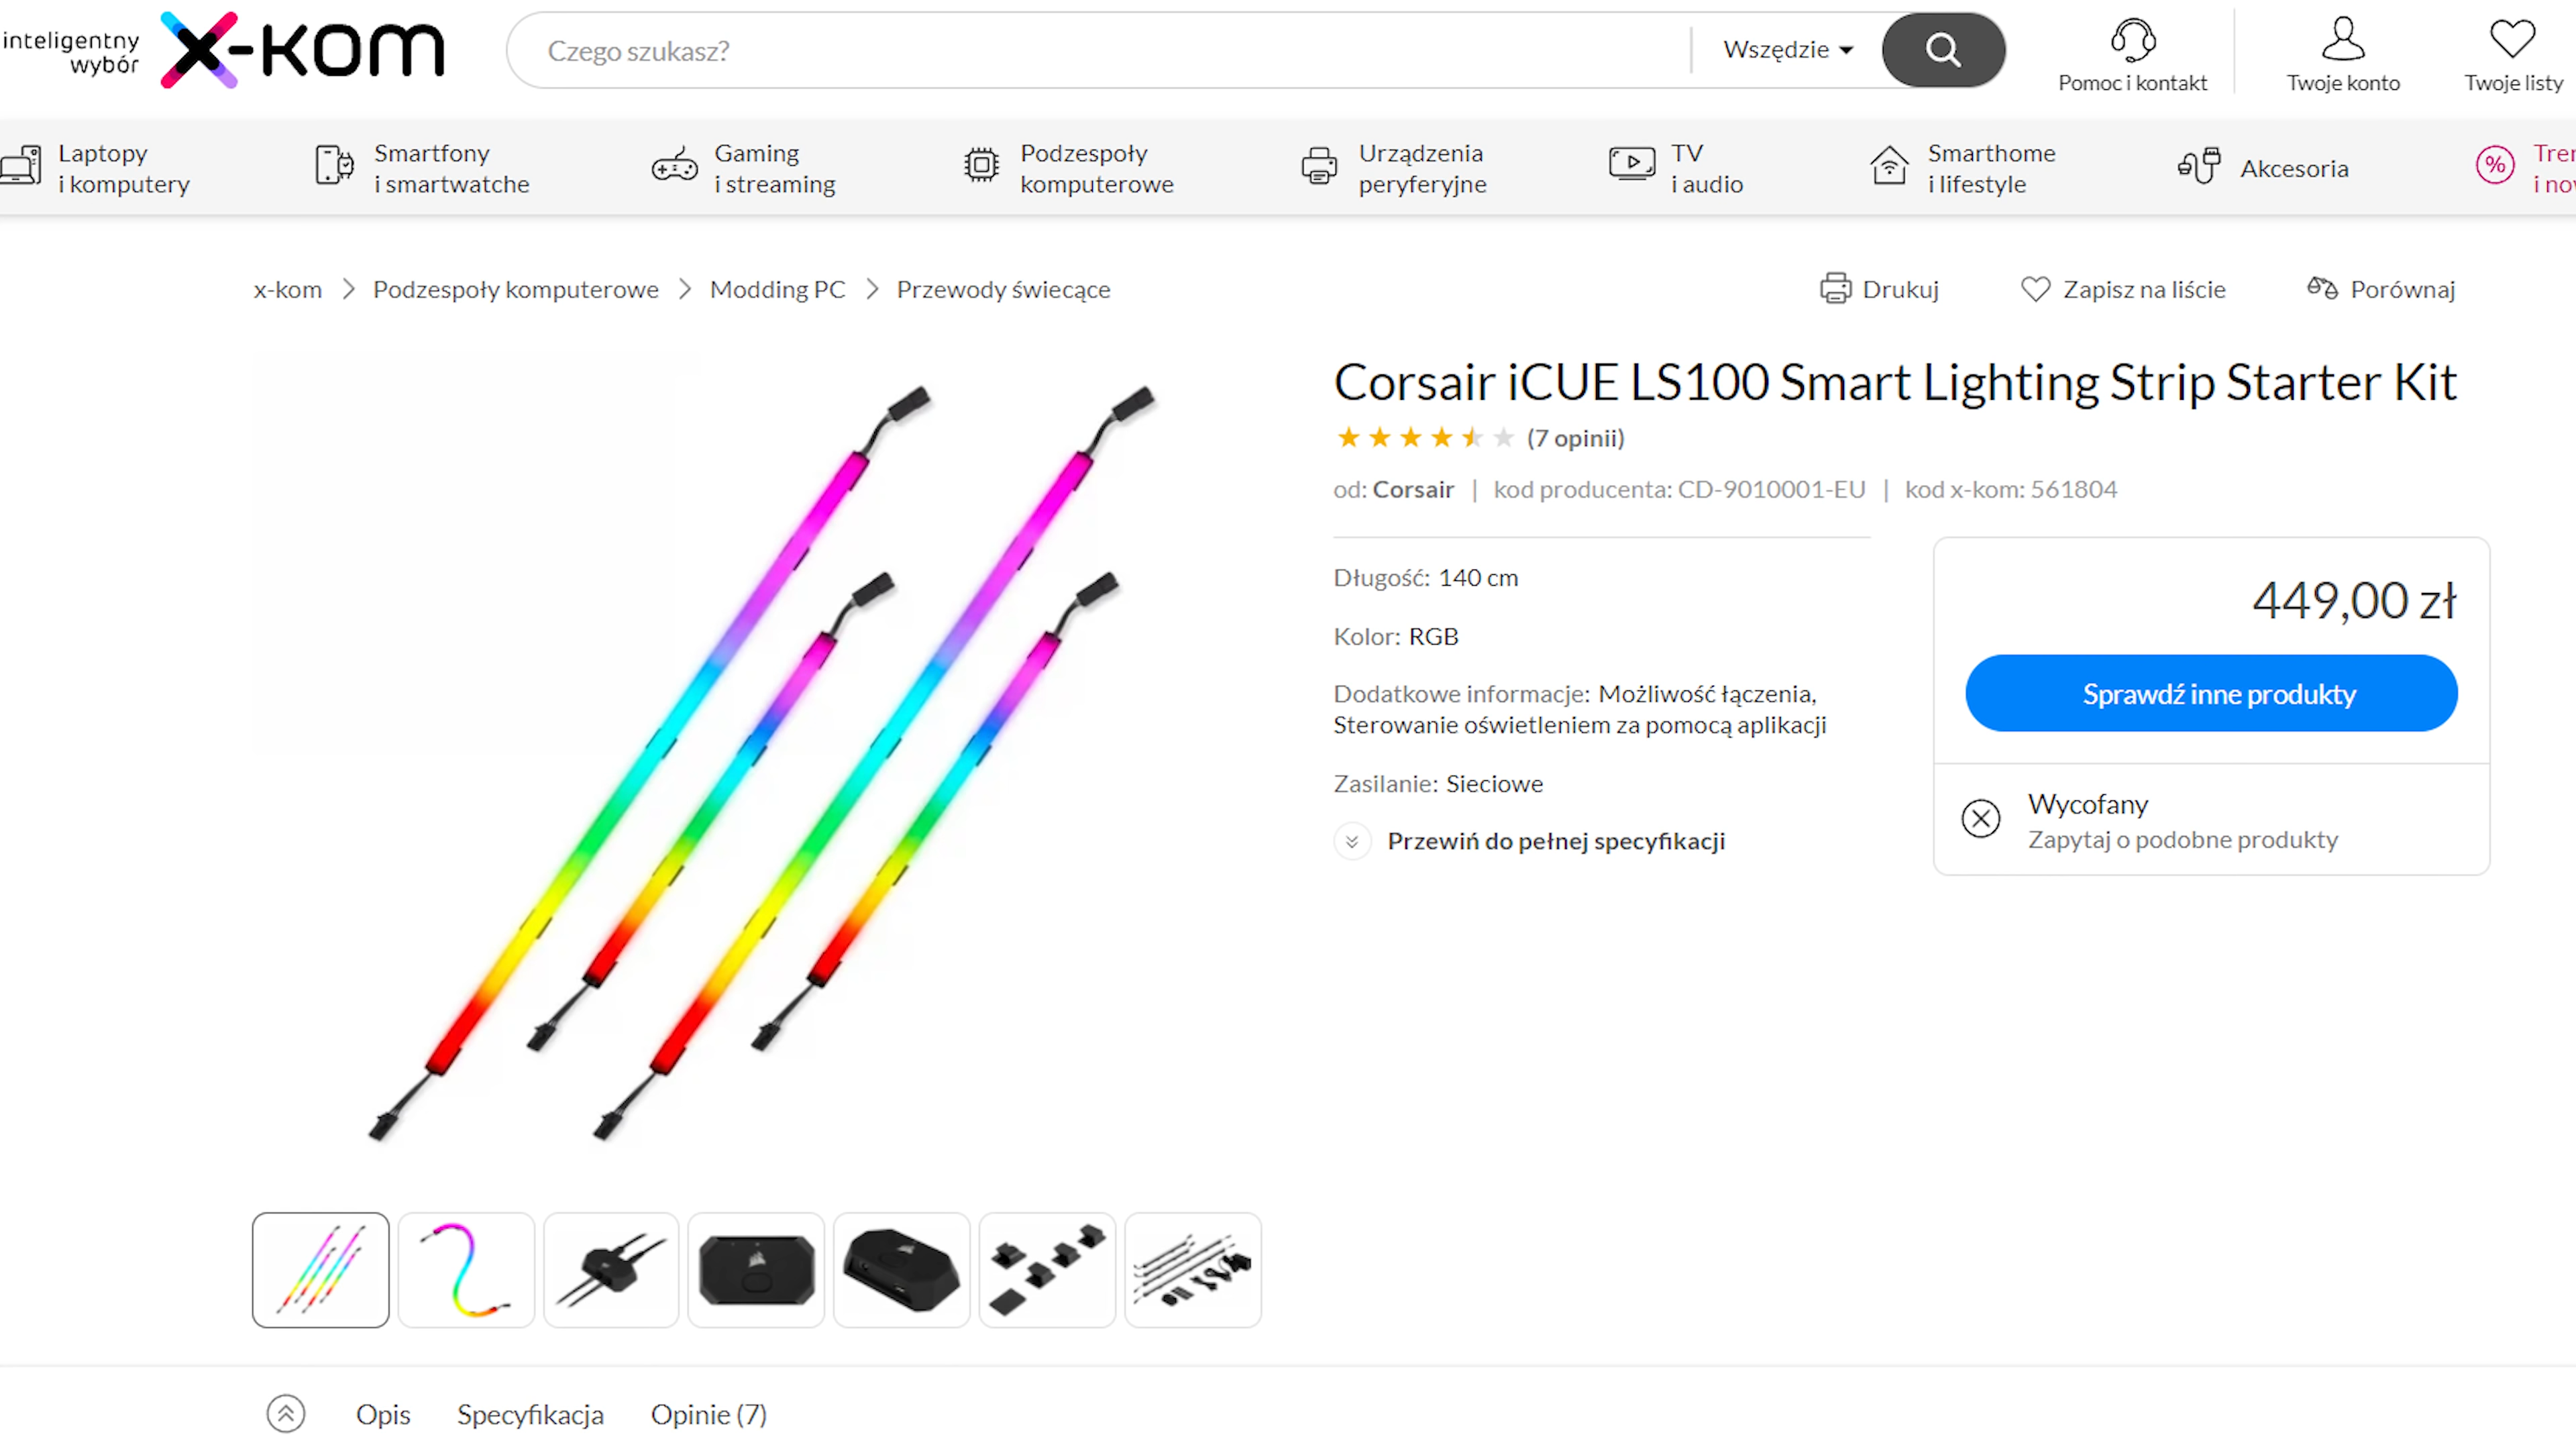 inteligentny
wybór
x-kom
Czego szukasz?
Wszędzie
Pomoc i kontakt
Twoje konto
Twoje listy
Laptopy
i komputery
Smartfony
i smartwatche
Gaming
i streaming
Podzespoły
komputerowe
Urządzenia
peryferyjne
TV
i audio
Smarthome
i lifestyle
Akcesoria
%
x-kom > Podzespoły komputerowe > Modding PC > Przewody świecące
Drukuj
Zapisz na liście
Porównaj
Corsair iCUE LS100 Smart Lighting Strip Starter Kit
(7 opinii)
od: Corsair | kod producenta: CD-9010001-EU | kod x-kom: 561804
Długość: 140 cm
Kolor: RGB
Dodatkowe informacje: Możliwość łączenia,
Sterowanie oświetleniem za pomocą aplikacji
Zasilanie: Sieciowe
Przewiń do pełnej specyfikacji
449,00 zł
Sprawdź inne produkty
Wycofany
Zapytaj o podobne produkty
Opis
Specyfikacja
Opinie (7)